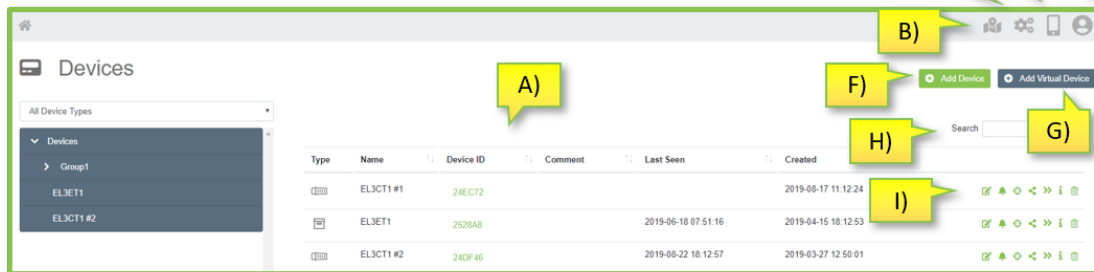 B)
Devices
A)
F)
Add Device
Add Virtual Device
All Device Types
Devices
Group1
EL3ET1
EL3CT1 #2
H)
Search
G)
Type Name Device ID Comment Last Seen Created
EL3CT1 #1 24EC72 2019-08-17 11:12:24
I)
EL3ET1 2528A8 2019-06-18 07:51:16 2019-04-15 18:12:53
EL3CT1 #2 24DF46 2019-08-22 18:12:57 2019-03-27 12:50:01